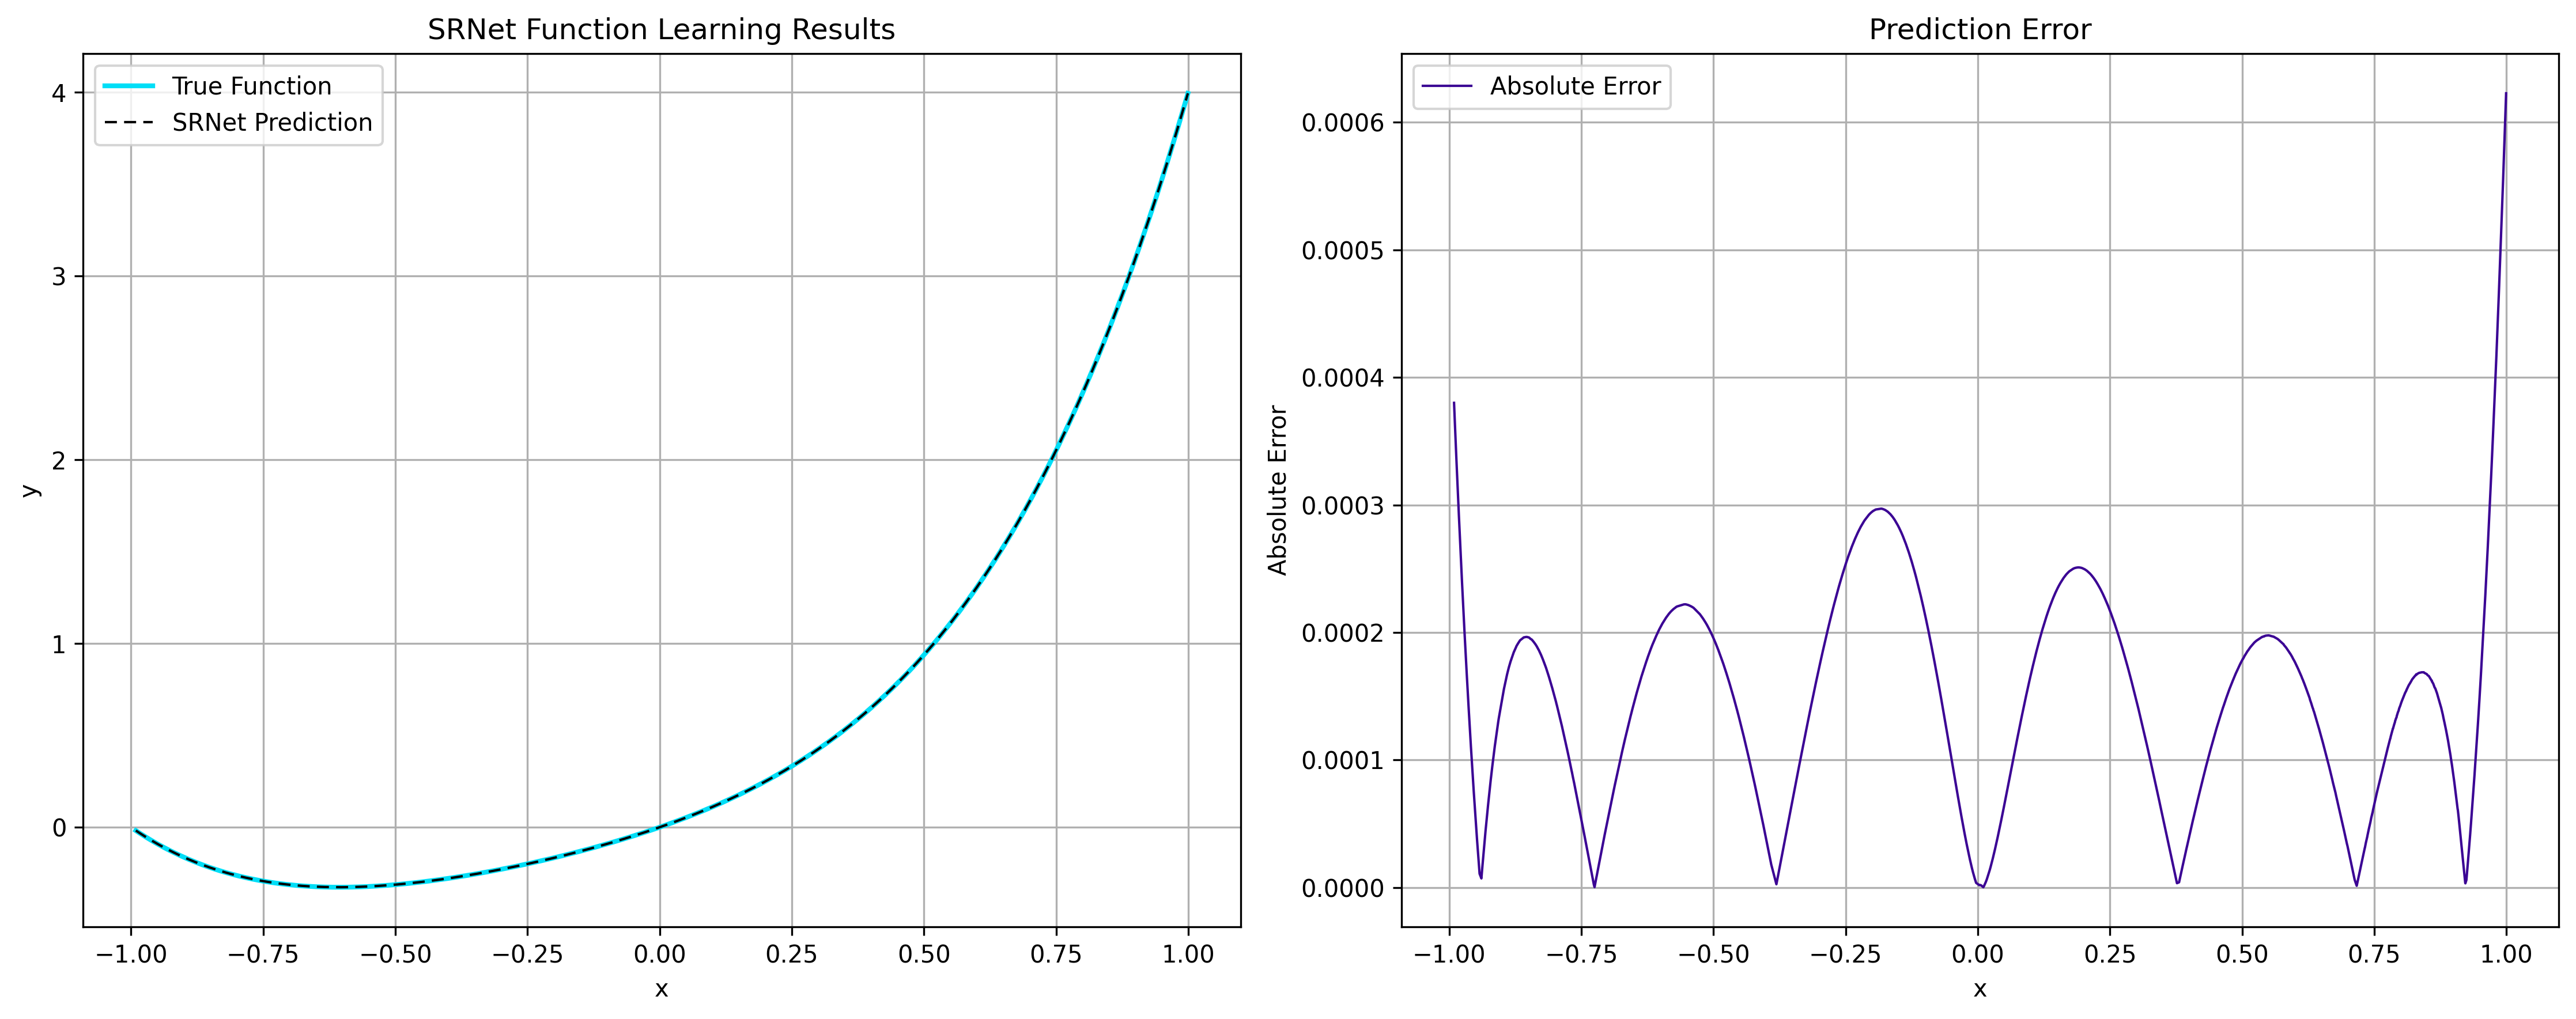 SRNet Function Learning Results
True Function
SRNet Prediction
4
3
2
1
0
y
−1.00 −0.75 −0.50 −0.25 0.00 0.25 0.50 0.75 1.00
x
Prediction Error
Absolute Error
0.0006
0.0005
0.0004
0.0003
0.0002
0.0001
0.0000
Absolute Error
−1.00 −0.75 −0.50 −0.25 0.00 0.25 0.50 0.75 1.00
x